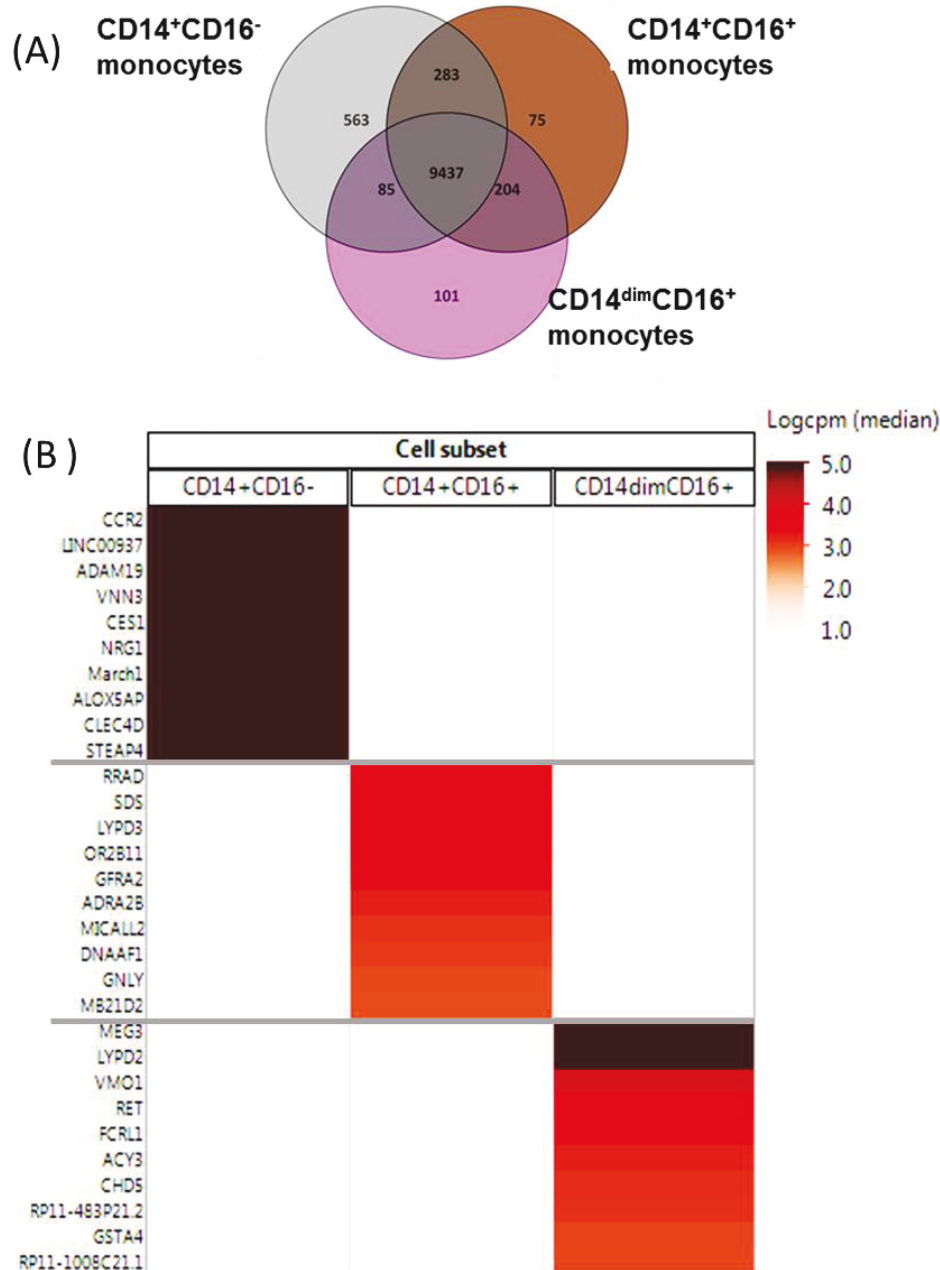 (A)
CD14⁺CD16⁻
monocytes
CD14⁺CD16⁺
monocytes
283
563
75
9437
85
204
101
CD14ᵈⁱᵐCD16⁺
monocytes
(B )
Logcpm (median)
5.0
4.0
3.0
2.0
1.0
Cell subset
CD14+CD16-
CD14+CD16+
CD14dimCD16+
CCR2
LINC00937
ADAM19
VNN3
CES1
NRG1
March1
ALOX5AP
CLEC4D
STEAP4
RRAD
SDS
LYPD3
OR2B11
GFRA2
ADRA2B
MICALL2
DNAAF1
GNLY
MB21D2
MEG3
LYPD2
VMO1
RET
FCRL1
ACY3
CHD5
RP11-483P21.2
GSTA4
RP11-1008C21.1